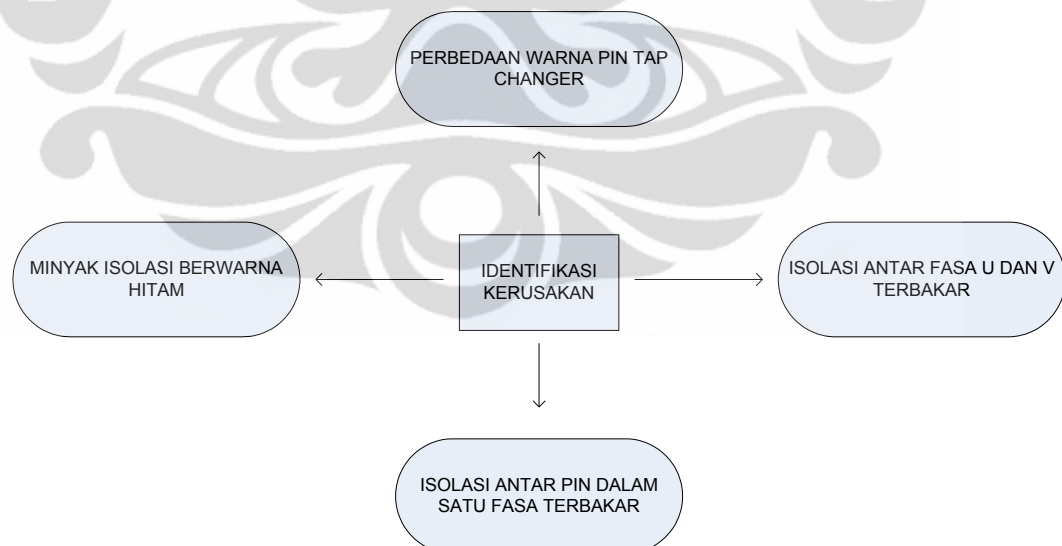 PERBEDAAN WARNA PIN TAP
CHANGER
MINYAK ISOLASI BERWARNA
HITAM
IDENTIFIKASI
KERUSAKAN
ISOLASI ANTAR FASA U DAN V
TERBAKAR
ISOLASI ANTAR PIN DALAM
SATU FASA TERBAKAR